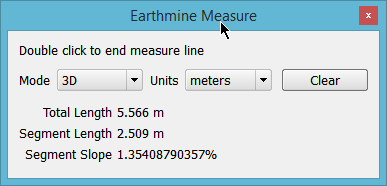 Earthmine Measure
Double click to end measure line
Mode 3D Units meters Clear
Total Length 5.566 m
Segment Length 2.509 m
Segment Slope 1.35408790357%